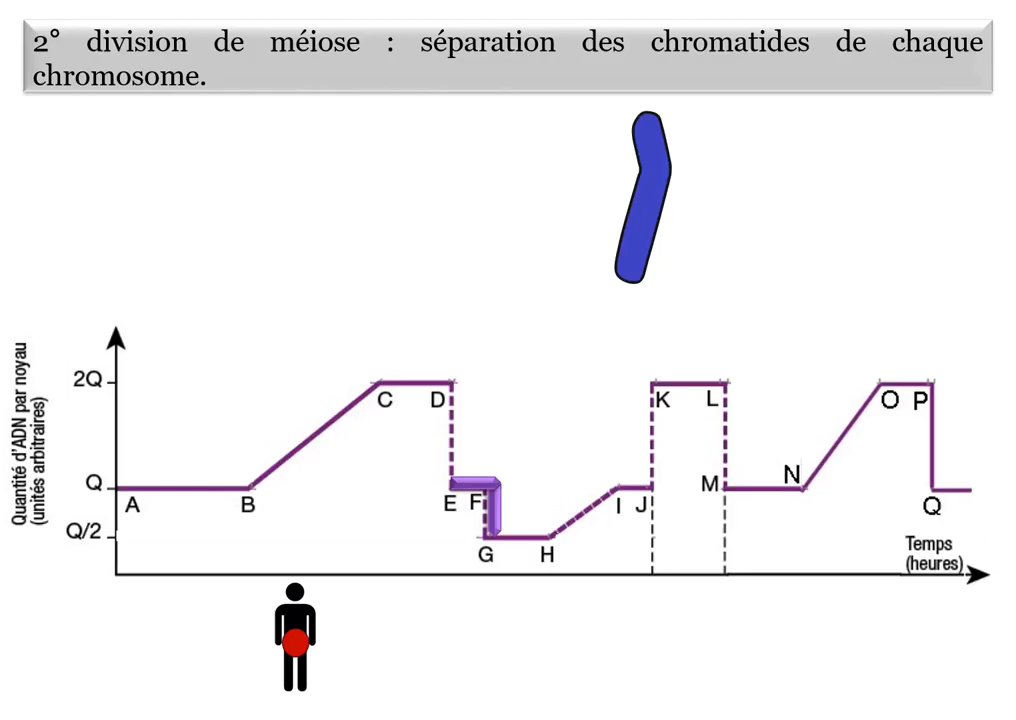 2° division de méiose : séparation des chromatides de chaque
chromosome.
Quantité d'ADN par noyau
(unités arbitraires)
2Q
Q
Q/2
A
B
C
D
E
F
G
H
I
J
K
L
M
N
O
P
Q
Temps
(heures)